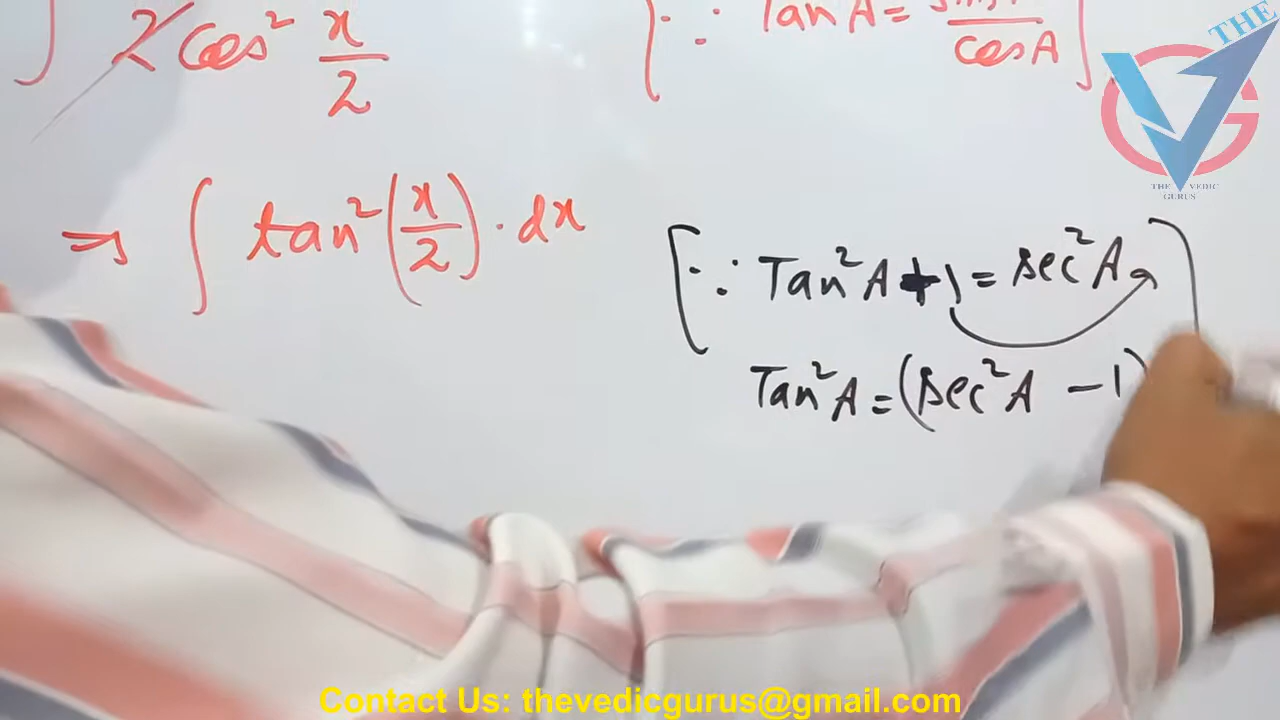 ∫ 2 cos² x/2
[∵ Tan A = sin A/cos A]
THE
THE VEDIC
GURUS
⇒ ∫ tan²(x/2) · dx
[∵ Tan²A + 1 = sec²A
Tan²A = (sec²A − 1)
Contact Us: thevedicgurus@gmail.com